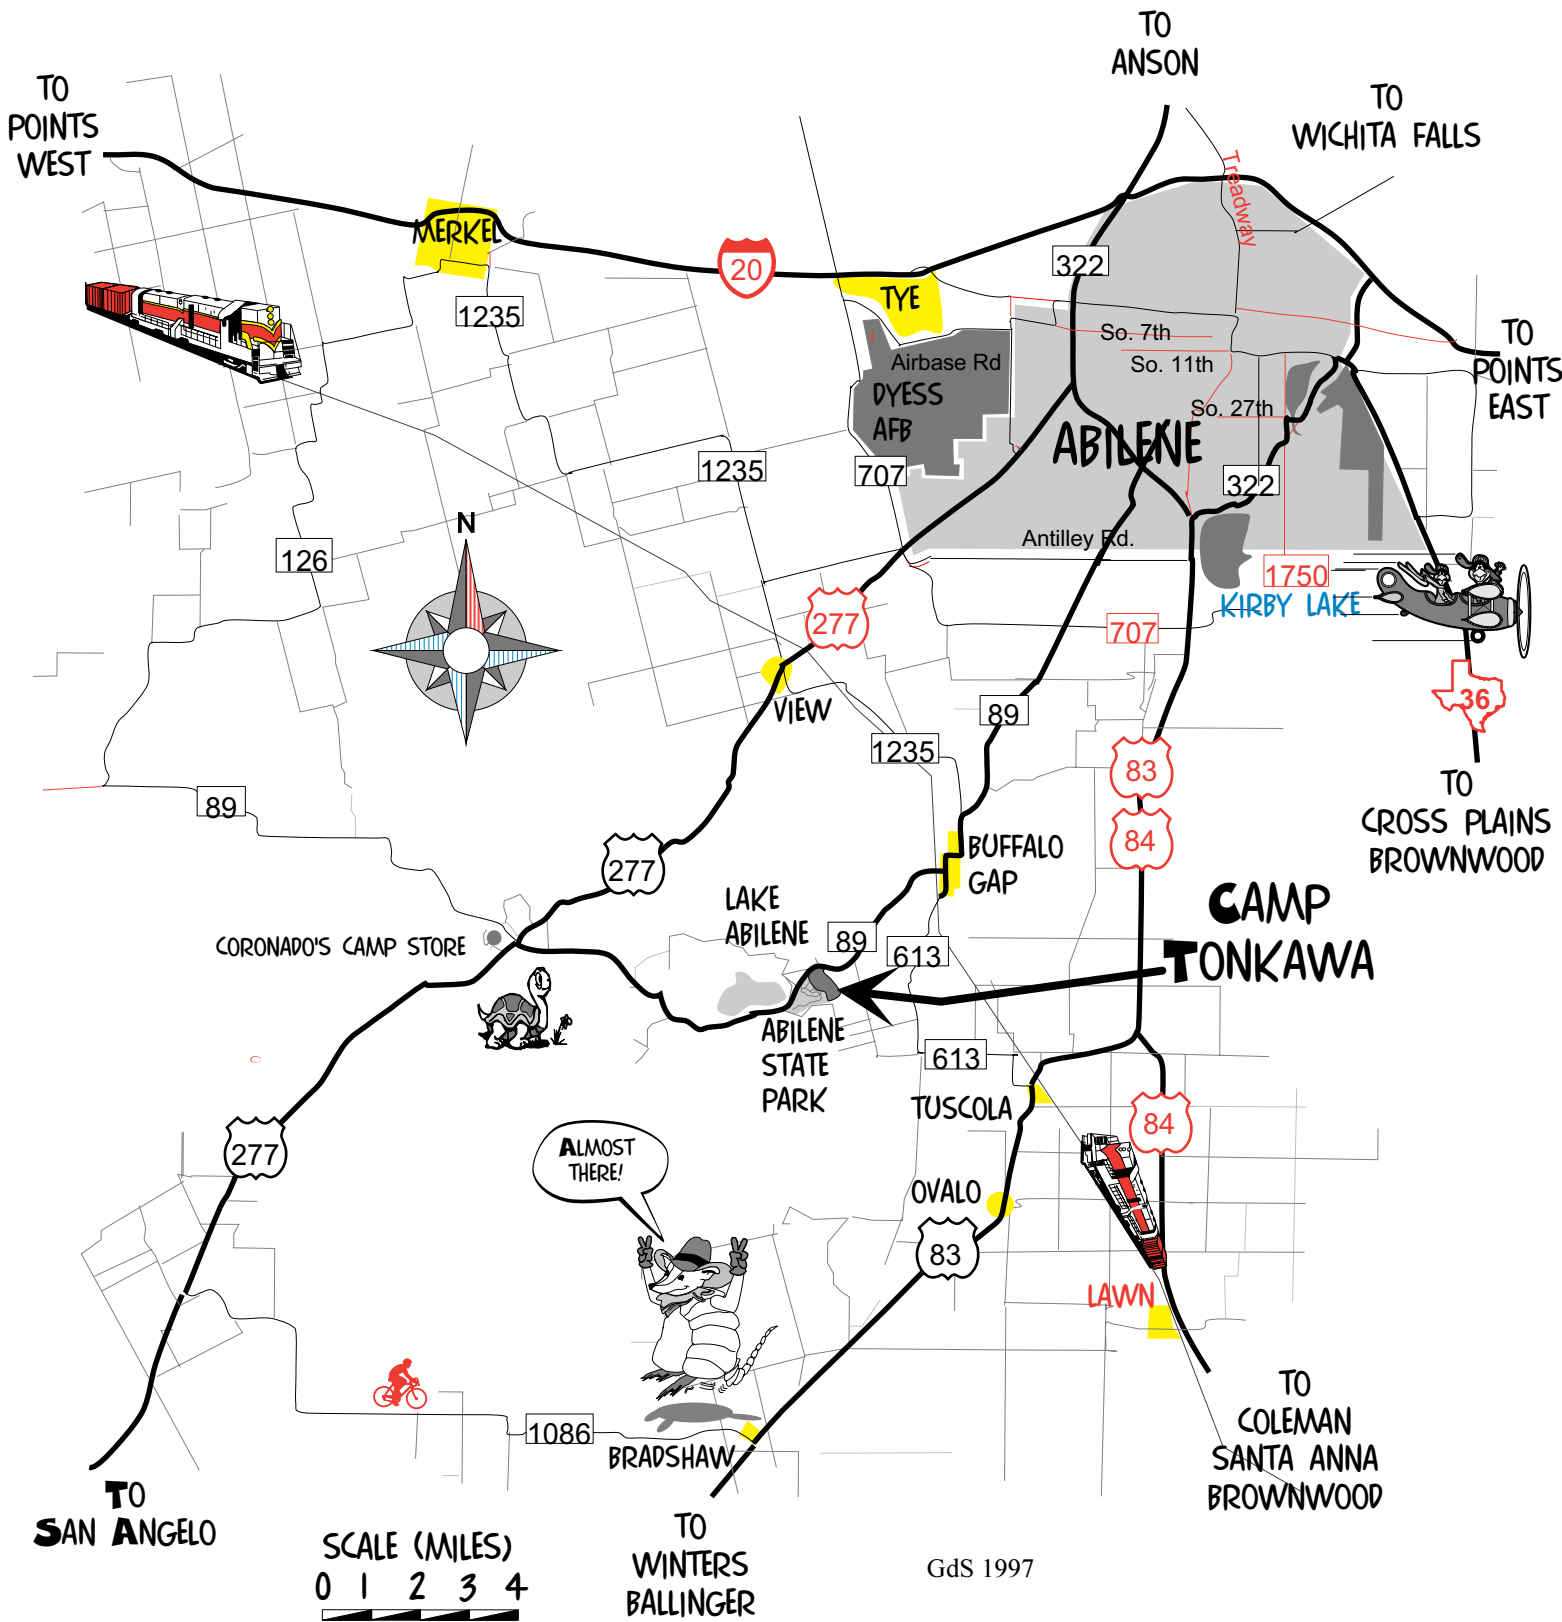 TO
ANSON
TO
POINTS
WEST
TO
WICHITA FALLS
Treadway
MERKEL
20
322
TYE
1235
So. 7th
TO
POINTS
EAST
Airbase Rd
So. 11th
DYESS
AFB
So. 27th
ABILENE
1235
707
322
N
Antilley Rd.
126
1750
KIRBY LAKE
277
707
VIEW
89
36
1235
83
TO
CROSS PLAINS
BROWNWOOD
89
84
BUFFALO
GAP
277
CAMP
TONKAWA
LAKE
ABILENE
CORONADO'S CAMP STORE
89
613
ABILENE
STATE
PARK
613
TUSCOLA
84
277
ALMOST
THERE!
OVALO
83
LAWN
TO
COLEMAN
SANTA ANNA
BROWNWOOD
1086
BRADSHAW
TO
SAN ANGELO
TO
WINTERS
BALLINGER
SCALE (MILES)
0 1 2 3 4
GdS 1997